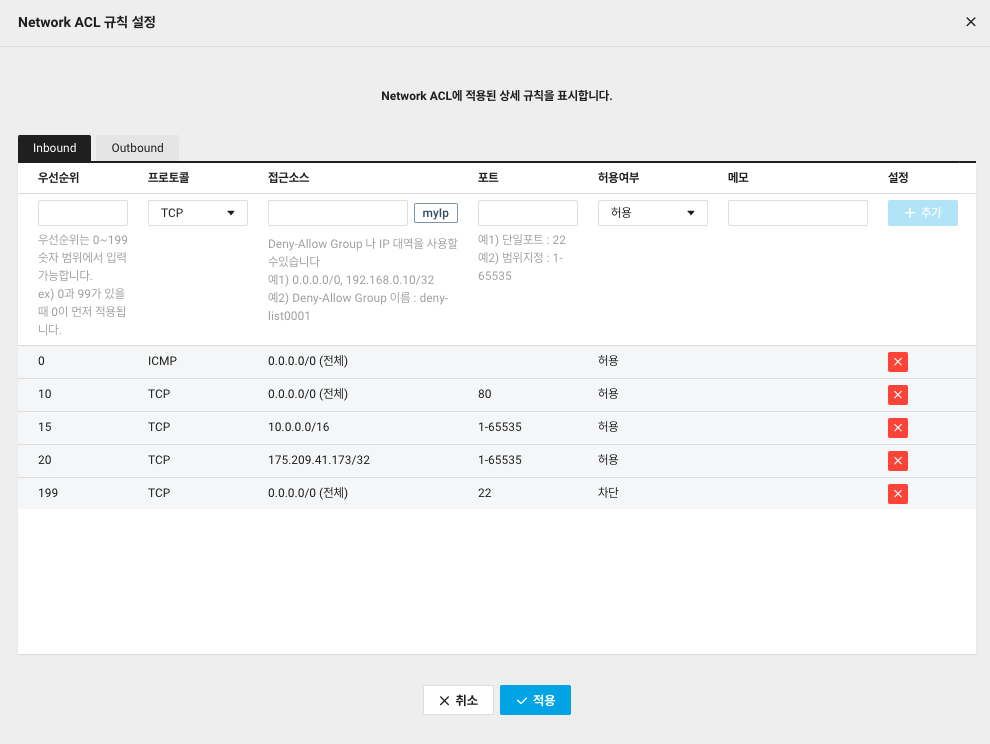 Network ACL 규칙 설정
Network ACL에 적용된 상세 규칙을 표시합니다.
Inbound Outbound
우선순위 프로토콜 접근소스 포트 허용여부 메모 설정
TCP myIp 허용 + 추가
우선순위는 0~199
숫자 범위에서 입력
가능합니다.
ex) 0과 99가 있을
때 0이 먼저 적용됩
니다.
Deny-Allow Group 나 IP 대역을 사용할
수있습니다
예1) 0.0.0.0/0, 192.168.0.10/32
예2) Deny-Allow Group 이름 : deny-
list0001
예1) 단일포트 : 22
예2) 범위지정 : 1-
65535
0 ICMP 0.0.0.0/0 (전체) 허용
10 TCP 0.0.0.0/0 (전체) 80 허용
15 TCP 10.0.0.0/16 1-65535 허용
20 TCP 175.209.41.173/32 1-65535 허용
199 TCP 0.0.0.0/0 (전체) 22 차단
취소 적용